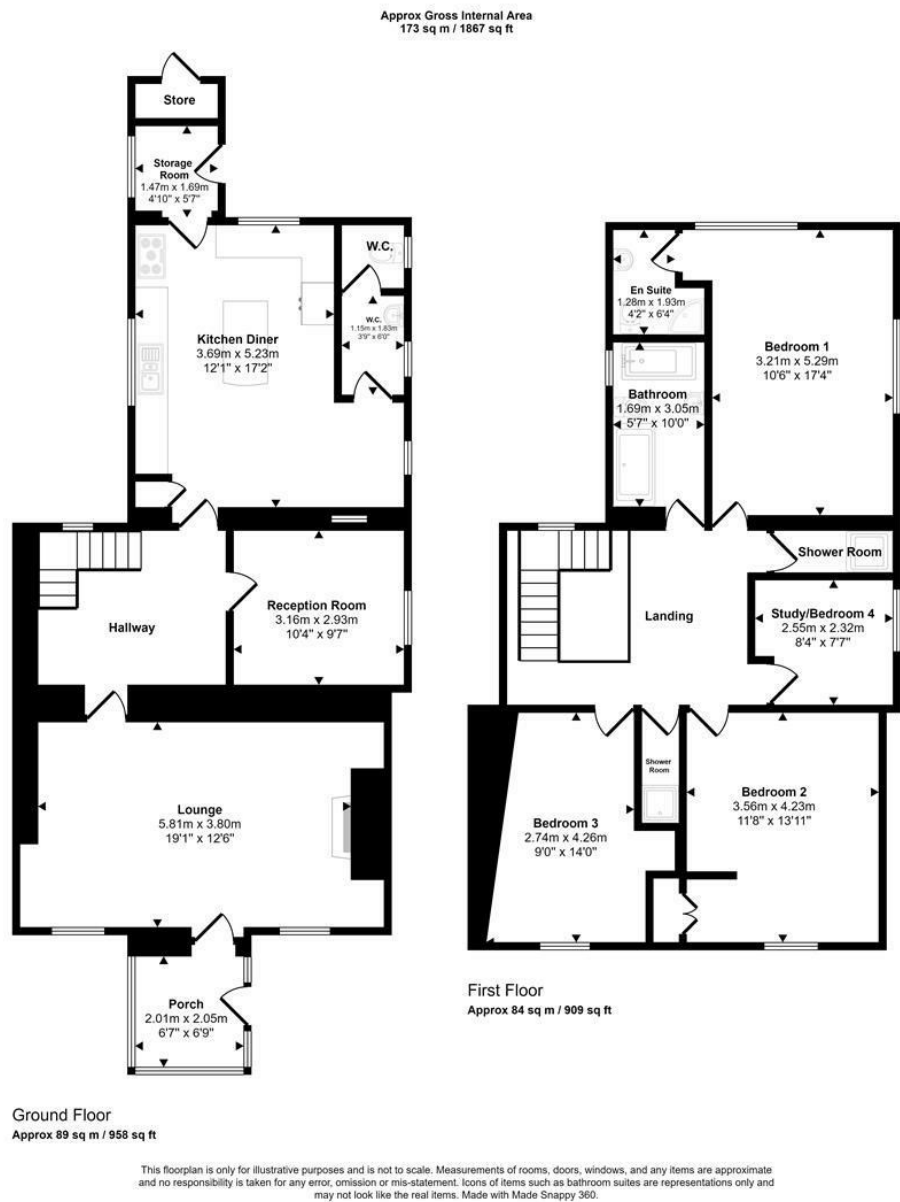 Approx Gross Internal Area
173 sq m / 1867 sq ft
Store
Storage
Room
1.47m x 1.69m
4'10" x 5'7"
W.C.
W.C.
1.15m x 1.83m
3'9" x 6'0"
Kitchen Diner
3.69m x 5.23m
12'1" x 17'2"
Hallway
Reception Room
3.16m x 2.93m
10'4" x 9'7"
Lounge
5.81m x 3.80m
19'1" x 12'6"
Porch
2.01m x 2.05m
6'7" x 6'9"
Ground Floor
Approx 89 sq m / 958 sq ft
En Suite
1.28m x 1.93m
4'2" x 6'4"
Bedroom 1
3.21m x 5.29m
10'6" x 17'4"
Bathroom
1.69m x 3.05m
5'7" x 10'0"
Shower Room
Study/Bedroom 4
2.55m x 2.32m
8'4" x 7'7"
Landing
Shower
Room
Bedroom 2
3.56m x 4.23m
11'8" x 13'11"
Bedroom 3
2.74m x 4.26m
9'0" x 14'0"
First Floor
Approx 84 sq m / 909 sq ft
This floorplan is only for illustrative purposes and is not to scale. Measurements of rooms, doors, windows, and any items are approximate
and no responsibility is taken for any error, omission or mis-statement. Icons of items such as bathroom suites are representations only and
may not look like the real items. Made with Made Snappy 360.